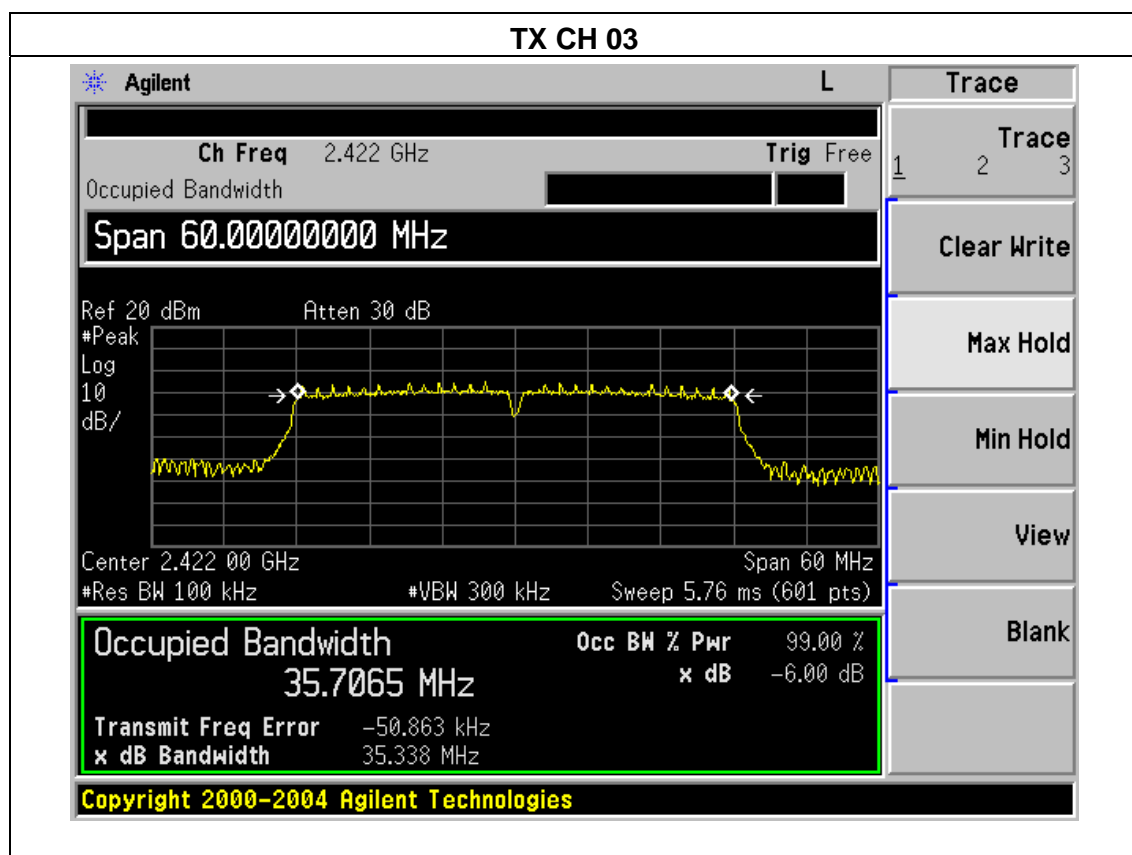 TX CH 03
Agilent L Trace
Ch Freq 2.422 GHz Trig Free
Occupied Bandwidth
Span 60.00000000 MHz
Ref 20 dBm Atten 30 dB
#Peak
Log
10
dB/
Center 2.422 00 GHz Span 60 MHz
#Res BW 100 kHz #VBW 300 kHz Sweep 5.76 ms (601 pts)
Occupied Bandwidth Occ BW % Pwr 99.00 %
35.7065 MHz x dB -6.00 dB
Transmit Freq Error -50.863 kHz
x dB Bandwidth 35.338 MHz
Copyright 2000-2004 Agilent Technologies
Trace
1 2 3
Clear Write
Max Hold
Min Hold
View
Blank